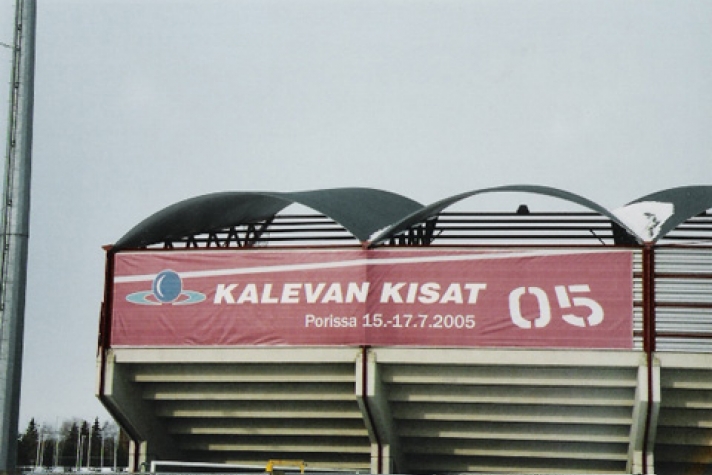 KALEVAN KISAT 05
Porissa 15.-17.7.2005